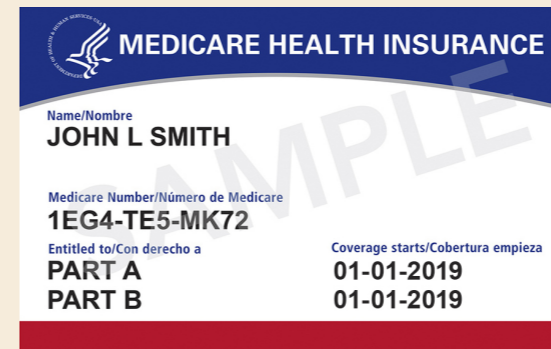 MEDICARE HEALTH INSURANCE
Name/Nombre
JOHN L SMITH
Medicare Number/Número de Medicare
1EG4-TE5-MK72
Entitled to/Con derecho a Coverage starts/Cobertura empieza
PART A 01-01-2019
PART B 01-01-2019
SAMPLE